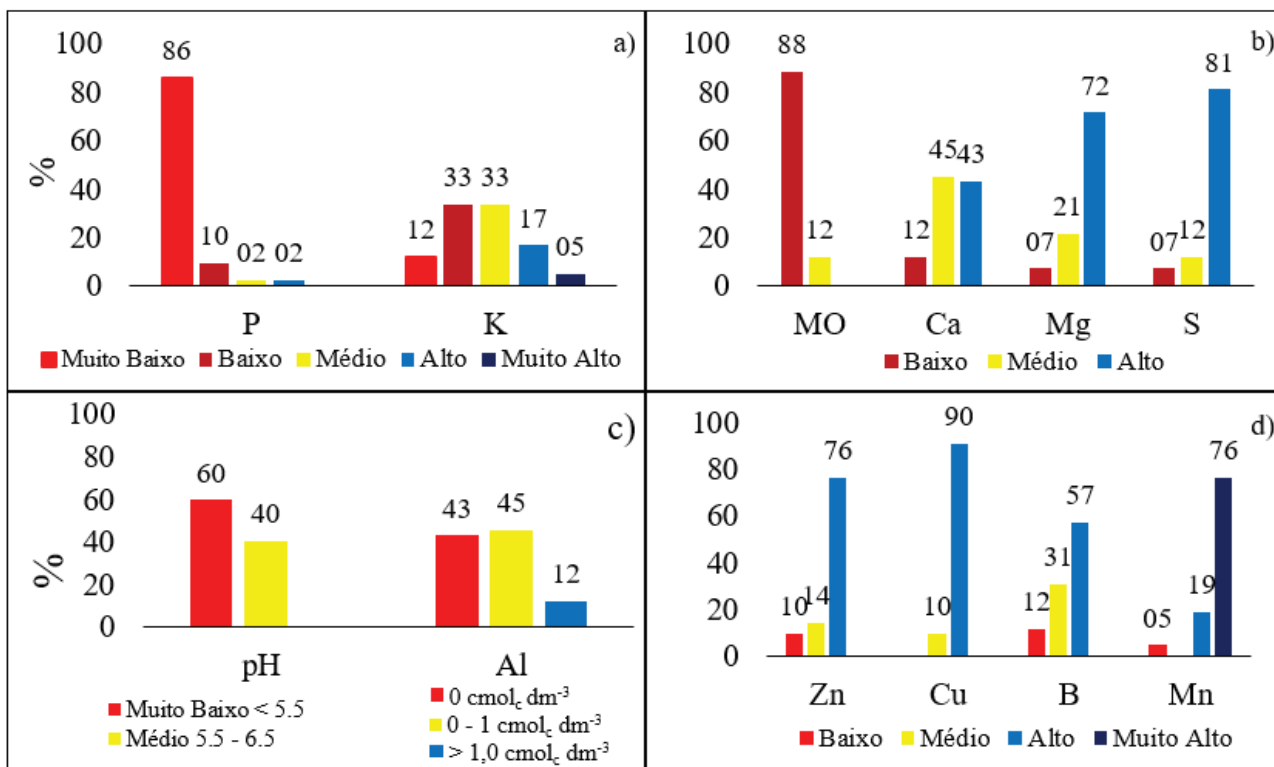 a)
100
80
60
40
20
0
%
86
10
02
02
12
33
33
17
05
P
K
Muito Baixo
Baixo
Médio
Alto
Muito Alto
b)
100
80
60
40
20
0
88
12
12
45
43
07
21
72
07
12
81
MO
Ca
Mg
S
Baixo
Médio
Alto
c)
100
80
60
40
20
0
%
60
40
43
45
12
pH
Al
Muito Baixo < 5.5
Médio 5.5 - 6.5
0 cmolc dm-3
0 - 1 cmolc dm-3
> 1,0 cmolc dm-3
d)
100
80
60
40
20
0
10
14
76
10
90
12
31
57
05
19
76
Zn
Cu
B
Mn
Baixo
Médio
Alto
Muito Alto